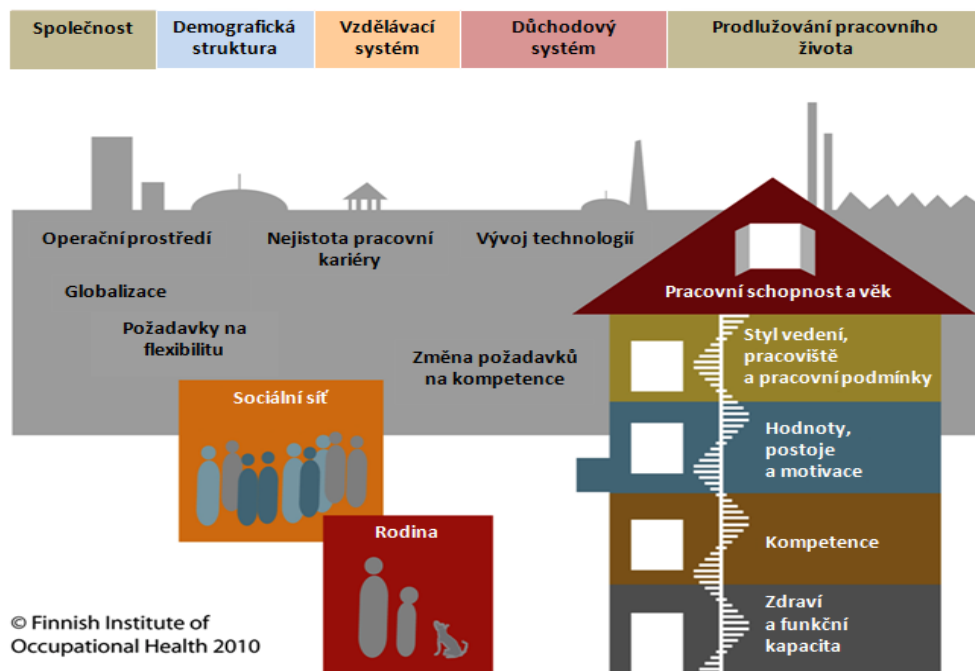 Společnost
Demografická
struktura
Vzdělávací
systém
Důchodový
systém
Prodlužování pracovního
života
Operační prostředí
Nejistota pracovní
kariéry
Vývoj technologií
Globalizace
Požadavky na
flexibilitu
Změna požadavků
na kompetence
Sociální síť
Rodina
Pracovní schopnost a věk
Styl vedení,
pracoviště
a pracovní podmínky
Hodnoty,
postoje
a motivace
Kompetence
Zdraví
a funkční
kapacita
© Finnish Institute of
Occupational Health 2010